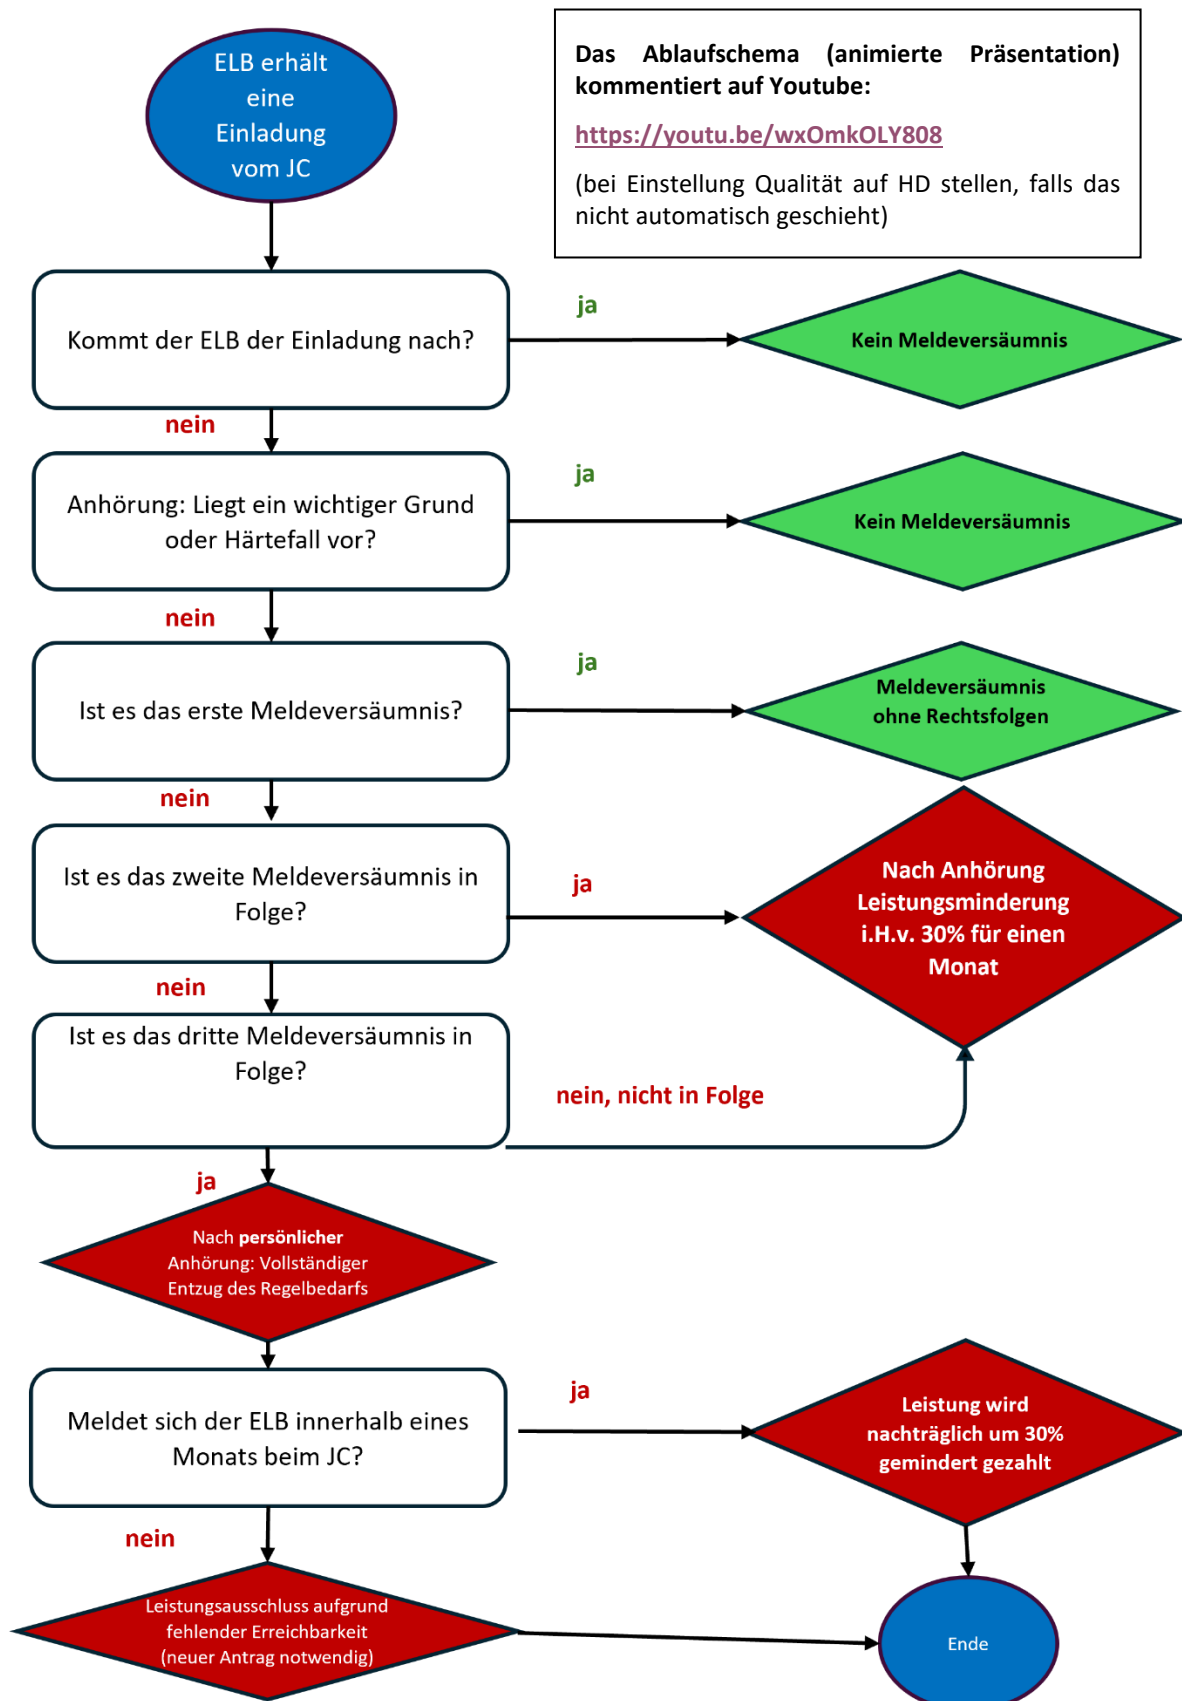 ELB erhält
eine
Einladung
vom JC
Das Ablaufschema (animierte Präsentation)
kommentiert auf Youtube:
https://youtu.be/wxOmkOLY808
(bei Einstellung Qualität auf HD stellen, falls das
nicht automatisch geschieht)
Kommt der ELB der Einladung nach?
ja
Kein Meldeversäumnis
nein
Anhörung: Liegt ein wichtiger Grund
oder Härtefall vor?
ja
Kein Meldeversäumnis
nein
Ist es das erste Meldeversäumnis?
ja
Meldeversäumnis
ohne Rechtsfolgen
nein
Ist es das zweite Meldeversäumnis in
Folge?
ja
Nach Anhörung
Leistungsminderung
i.H.v. 30% für einen
Monat
nein
Ist es das dritte Meldeversäumnis in
Folge?
nein, nicht in Folge
ja
Nach persönlicher
Anhörung: Vollständiger
Entzug des Regelbedarfs
Meldet sich der ELB innerhalb eines
Monats beim JC?
ja
Leistung wird
nachträglich um 30%
gemindert gezahlt
nein
Leistungsausschluss aufgrund
fehlender Erreichbarkeit
(neuer Antrag notwendig)
Ende